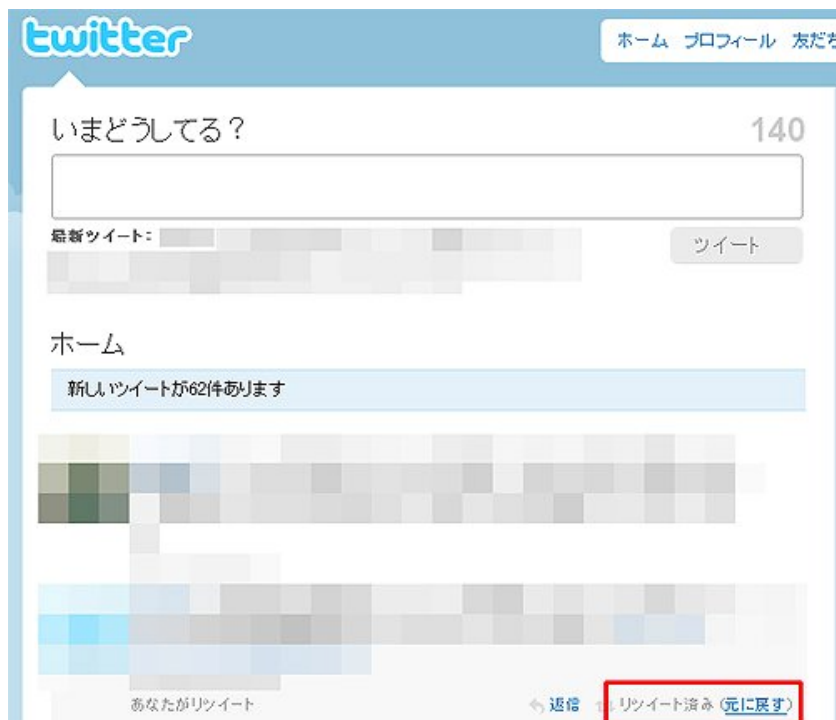 twitter
ホーム プロフィール 友だち
いまどうしてる？
140
最新ツイート：
ツイート
ホーム
新しいツイートが62件あります
あなたがリツイート
返信
リツイート済み (元に戻す)